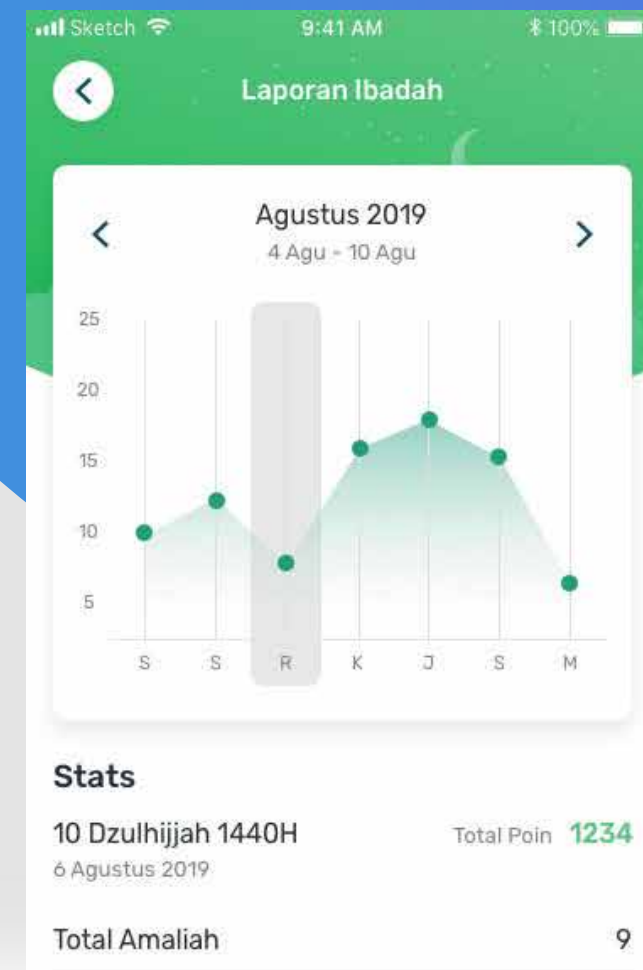 Sketch 9:41 AM 100%
Laporan Ibadah
Agustus 2019
4 Agu - 10 Agu
25
20
15
10
5
S S R K J S M
Stats
10 Dzulhijjah 1440H Total Poin 1234
6 Agustus 2019
Total Amaliah 9